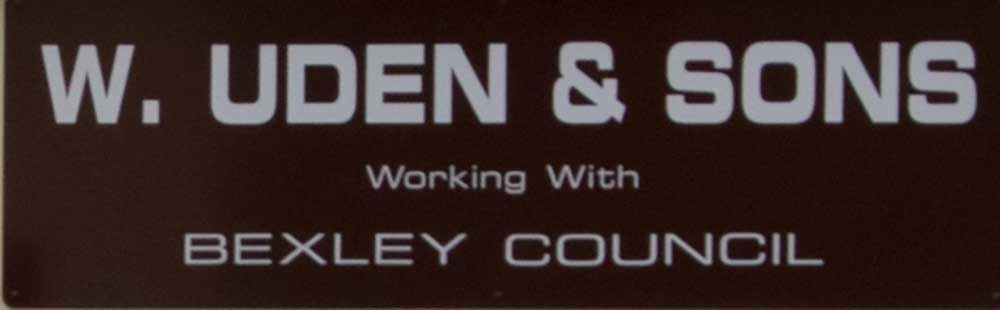 W. UDEN & SONS
Working With
BEXLEY COUNCIL